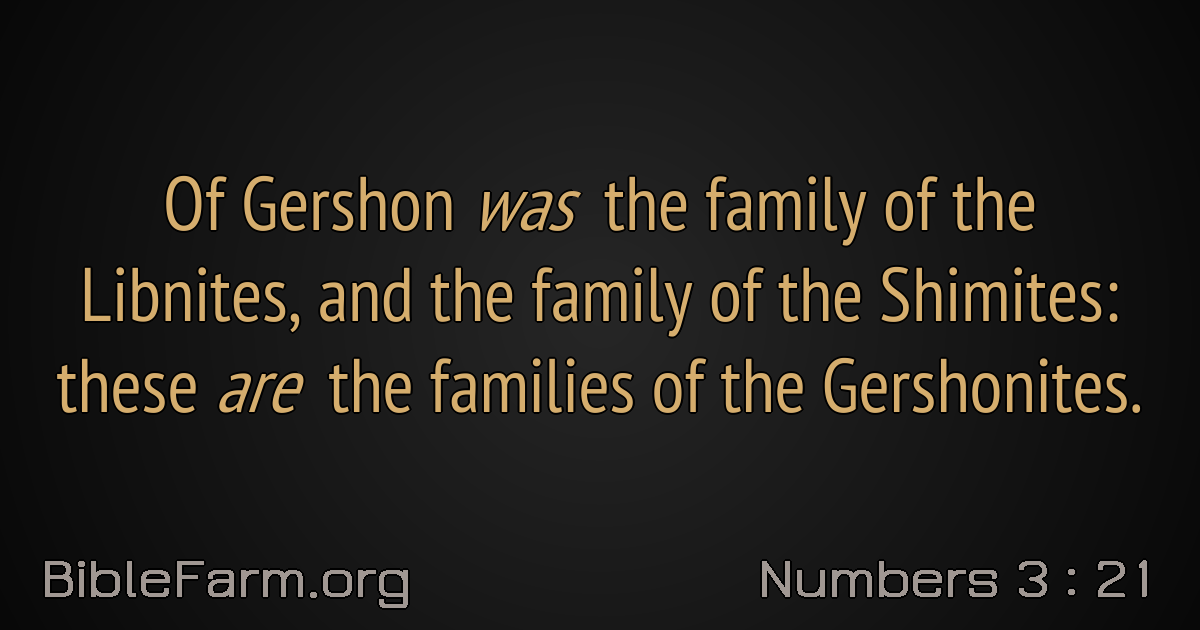 Of Gershon was the family of the
Libnites, and the family of the Shimites:
these are the families of the Gershonites.
BibleFarm.org
Numbers 3 : 21